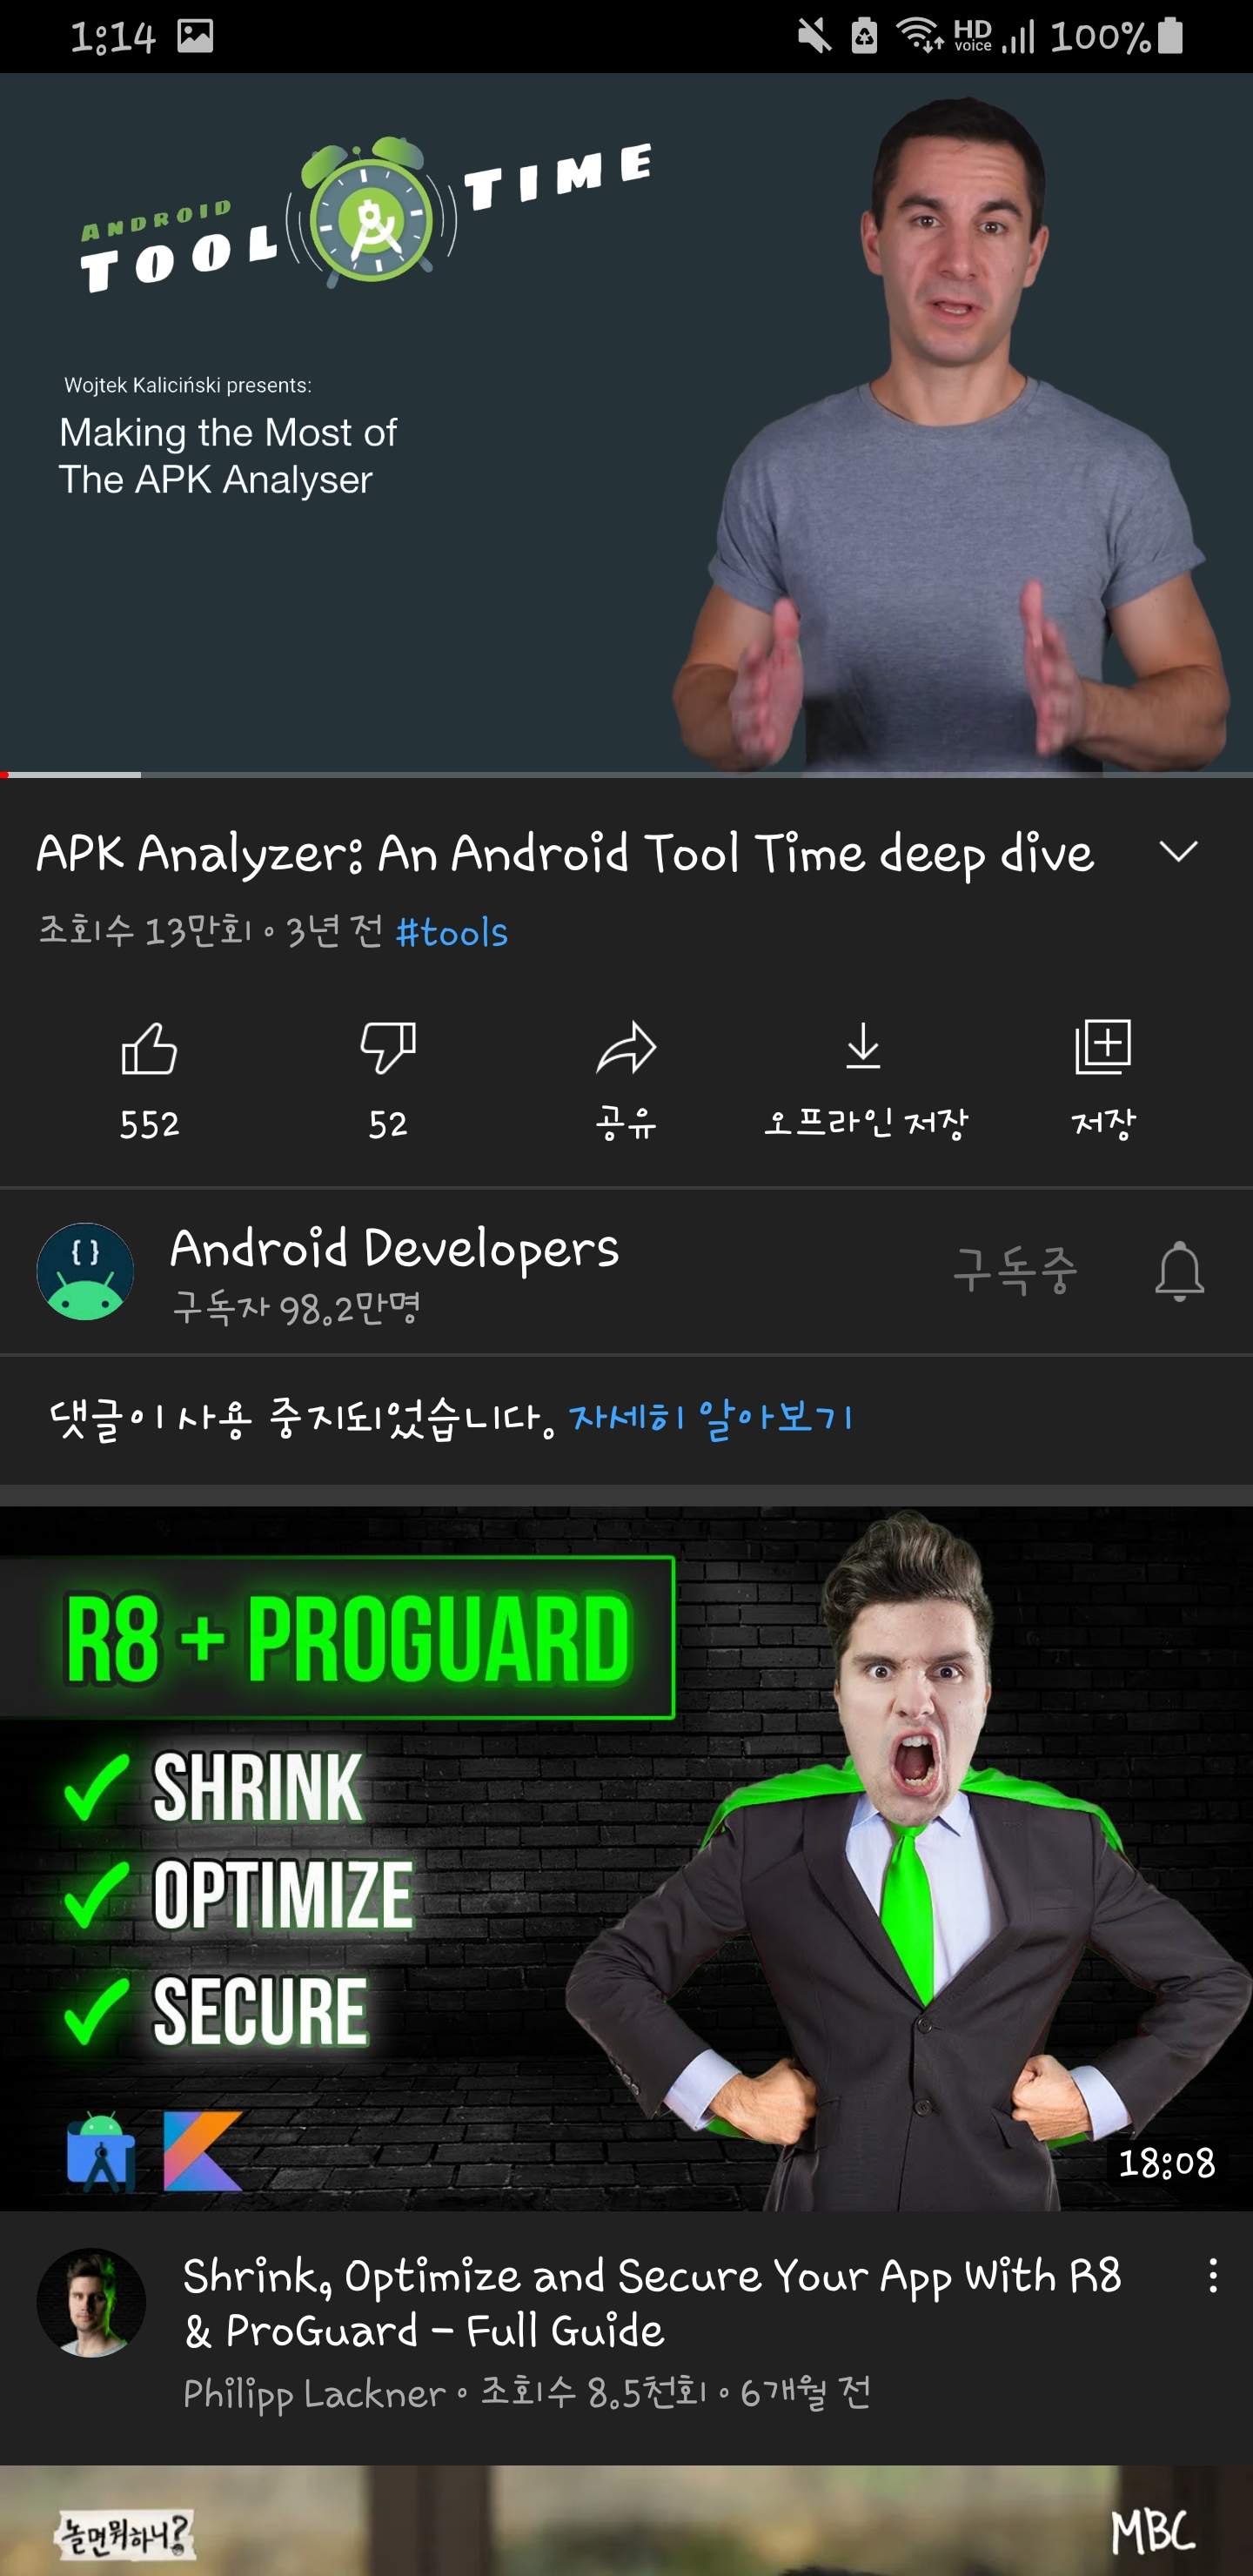 1:14
HD
voice
100%
ANDROID
TOOL TIME
Wojtek Kaliciński presents:
Making the Most of
The APK Analyser
APK Analyzer: An Android Tool Time deep dive
조회수 13만회 • 3년 전 #tools
552
52
공유
오프라인 저장
저장
{ }
Android Developers
구독자 98.2만명
구독중
댓글이 사용 중지되었습니다. 자세히 알아보기
R8 + PROGUARD
SHRINK
OPTIMIZE
SECURE
18:08
Shrink, Optimize and Secure Your App With R8
& ProGuard - Full Guide
Philipp Lackner • 조회수 8.5천회 • 6개월 전
놀면뭐하니?
MBC